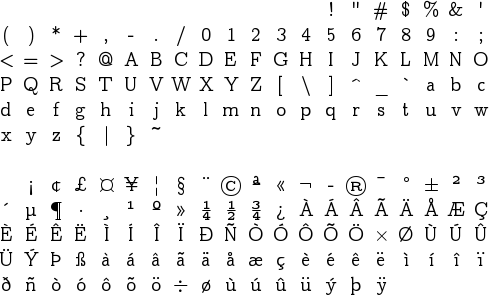 ! " # $ % & '
( ) * + , - . / 0 1 2 3 4 5 6 7 8 9 : ;
< = > ? @ A B C D E F G H I J K L M N O
P Q R S T U V W X Y Z [ \ ] ^ _ ` a b c
d e f g h i j k l m n o p q r s t u v w
x y z { | } ~
¡ ¢ £ ¤ ¥ ¦ § ¨ © ª « ¬ - ® ¯ ° ± ² ³
´ µ ¶ · ¸ ¹ º » ¼ ½ ¾ ¿ À Á Â Ã Ä Å Æ Ç
È É Ê Ë Ì Í Î Ï Ð Ñ Ò Ó Ô Õ Ö × Ø Ù Ú Û
Ü Ý Þ ß à á â ã ä å æ ç è é ê ë ì í î ï
ð ñ ò ó ô õ ö ÷ ø ù ú û ü ý þ ÿ